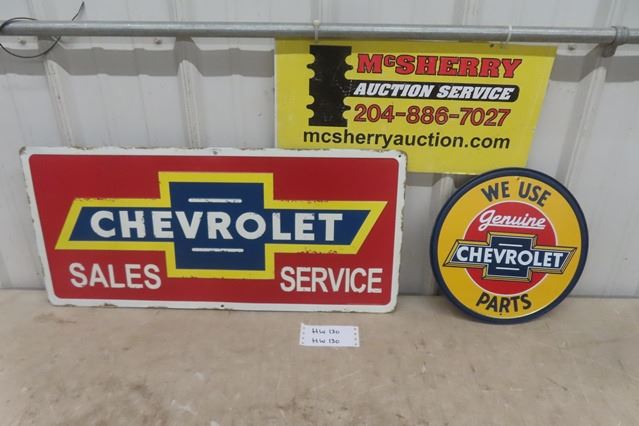 McSHERRY
AUCTION SERVICE
204-886-7027
mcsherryauction.com
CHEVROLET
SALES SERVICE
WE USE
Genuine
CHEVROLET
PARTS
HW 130
HW 130